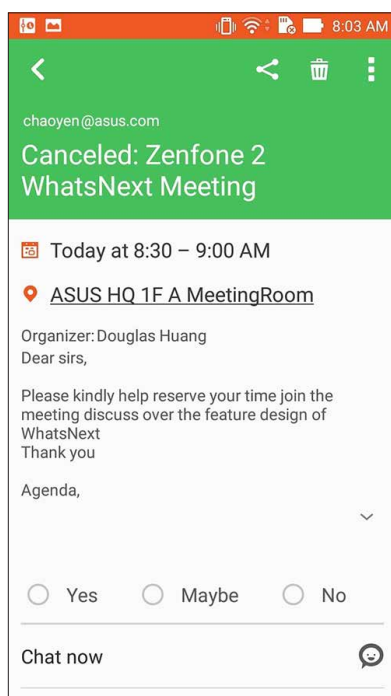 8:03 AM
chaoyen@asus.com
Canceled: Zenfone 2
WhatsNext Meeting
Today at 8:30 – 9:00 AM
ASUS HQ 1F A MeetingRoom
Organizer: Douglas Huang
Dear sirs,
Please kindly help reserve your time join the
meeting discuss over the feature design of
WhatsNext
Thank you
Agenda,
Yes Maybe No
Chat now